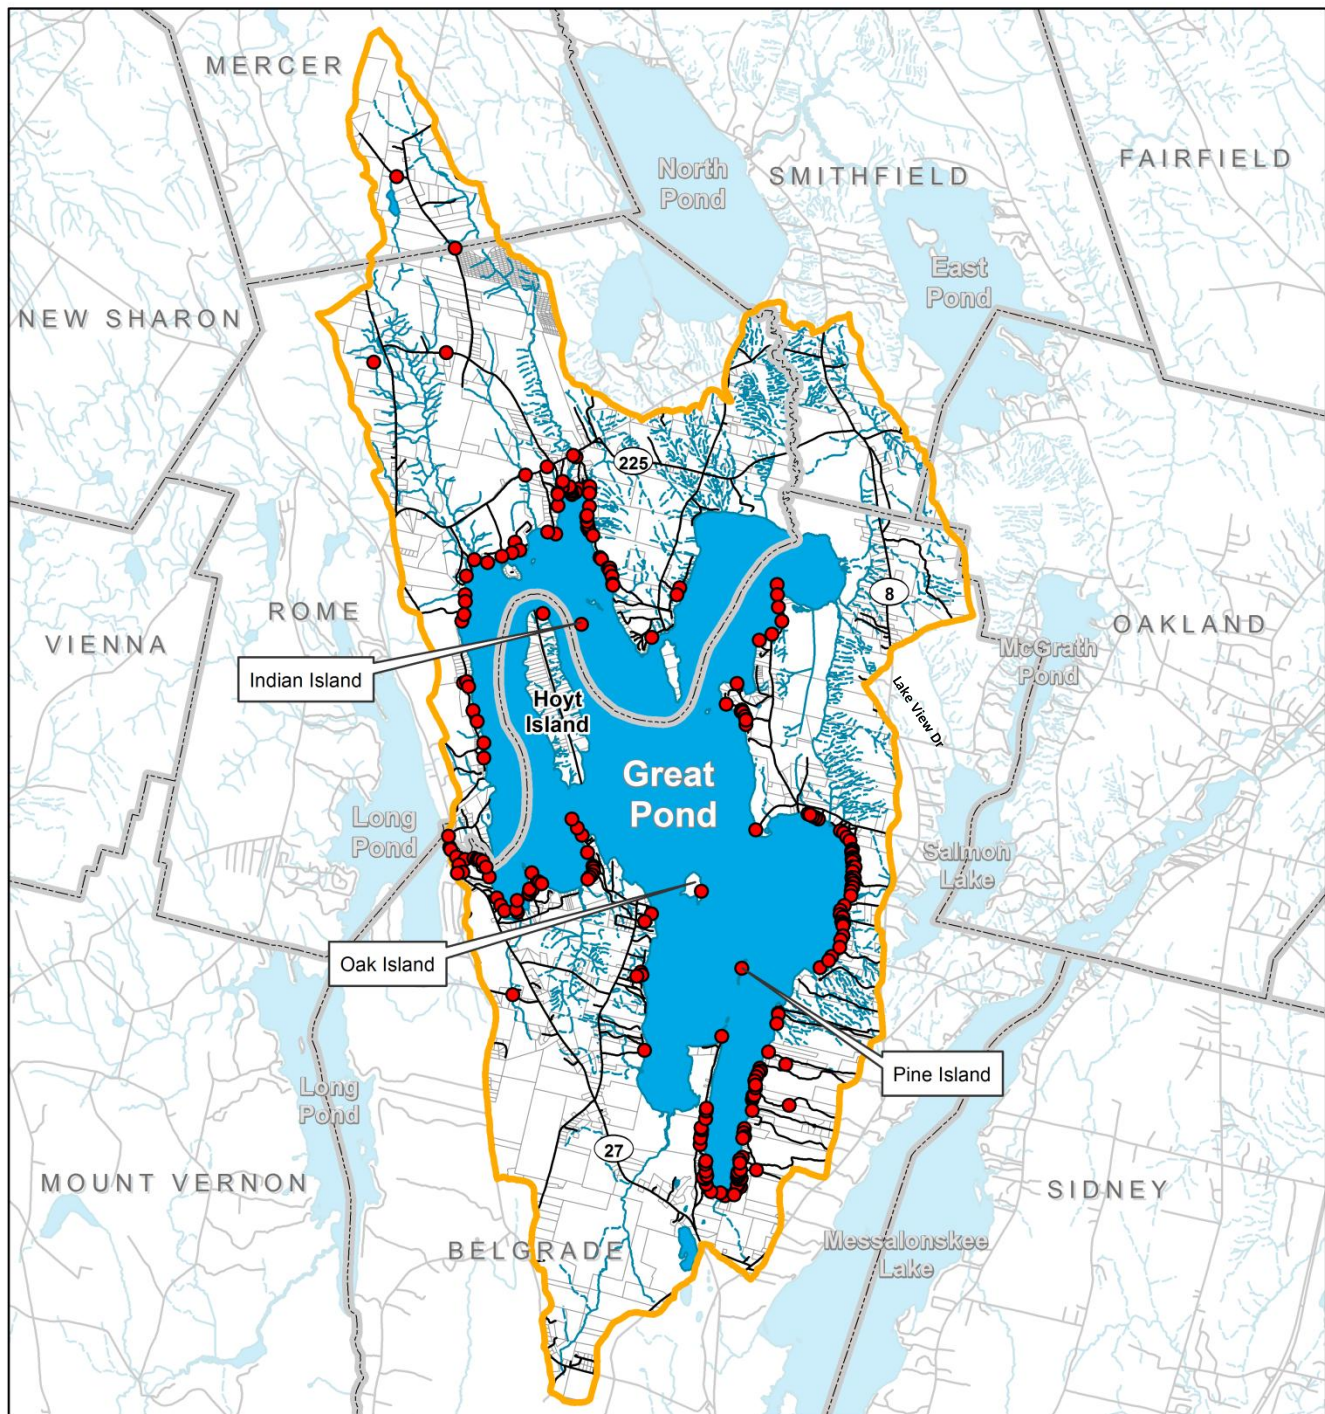 MERCER
FAIRFIELD
North
Pond
SMITHFIELD
East
Pond
NEW SHARON
225
8
ROME
OAKLAND
VIENNA
McGrath
Pond
Indian Island
Hoyt
Island
Lake View Dr
Great
Pond
Long
Pond
Salmon
Lake
Oak Island
Pine Island
Long
Pond
27
MOUNT VERNON
SIDNEY
BELGRADE
Messalonskee
Lake